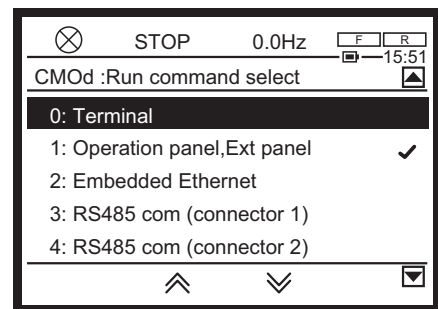 STOP 0.0Hz F R
15:51
CMOd :Run command select
0: Terminal
1: Operation panel,Ext panel
2: Embedded Ethernet
3: RS485 com (connector 1)
4: RS485 com (connector 2)